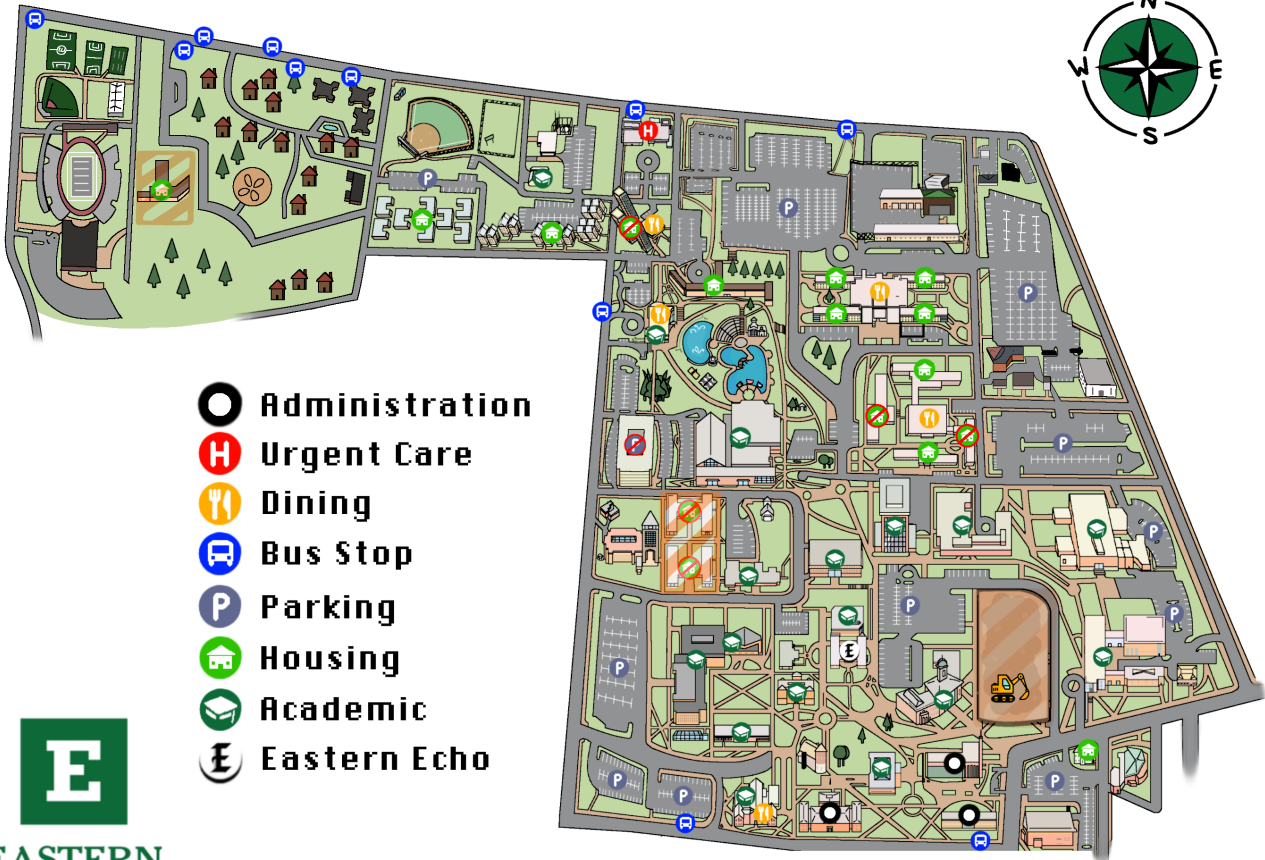 N
W E
S
Administration
H Urgent Care
Dining
Bus Stop
P Parking
Housing
Academic
E Eastern Echo
E
EASTERN
H
P
P
P
P
P
P
P
P
E
P
P
P
P
P